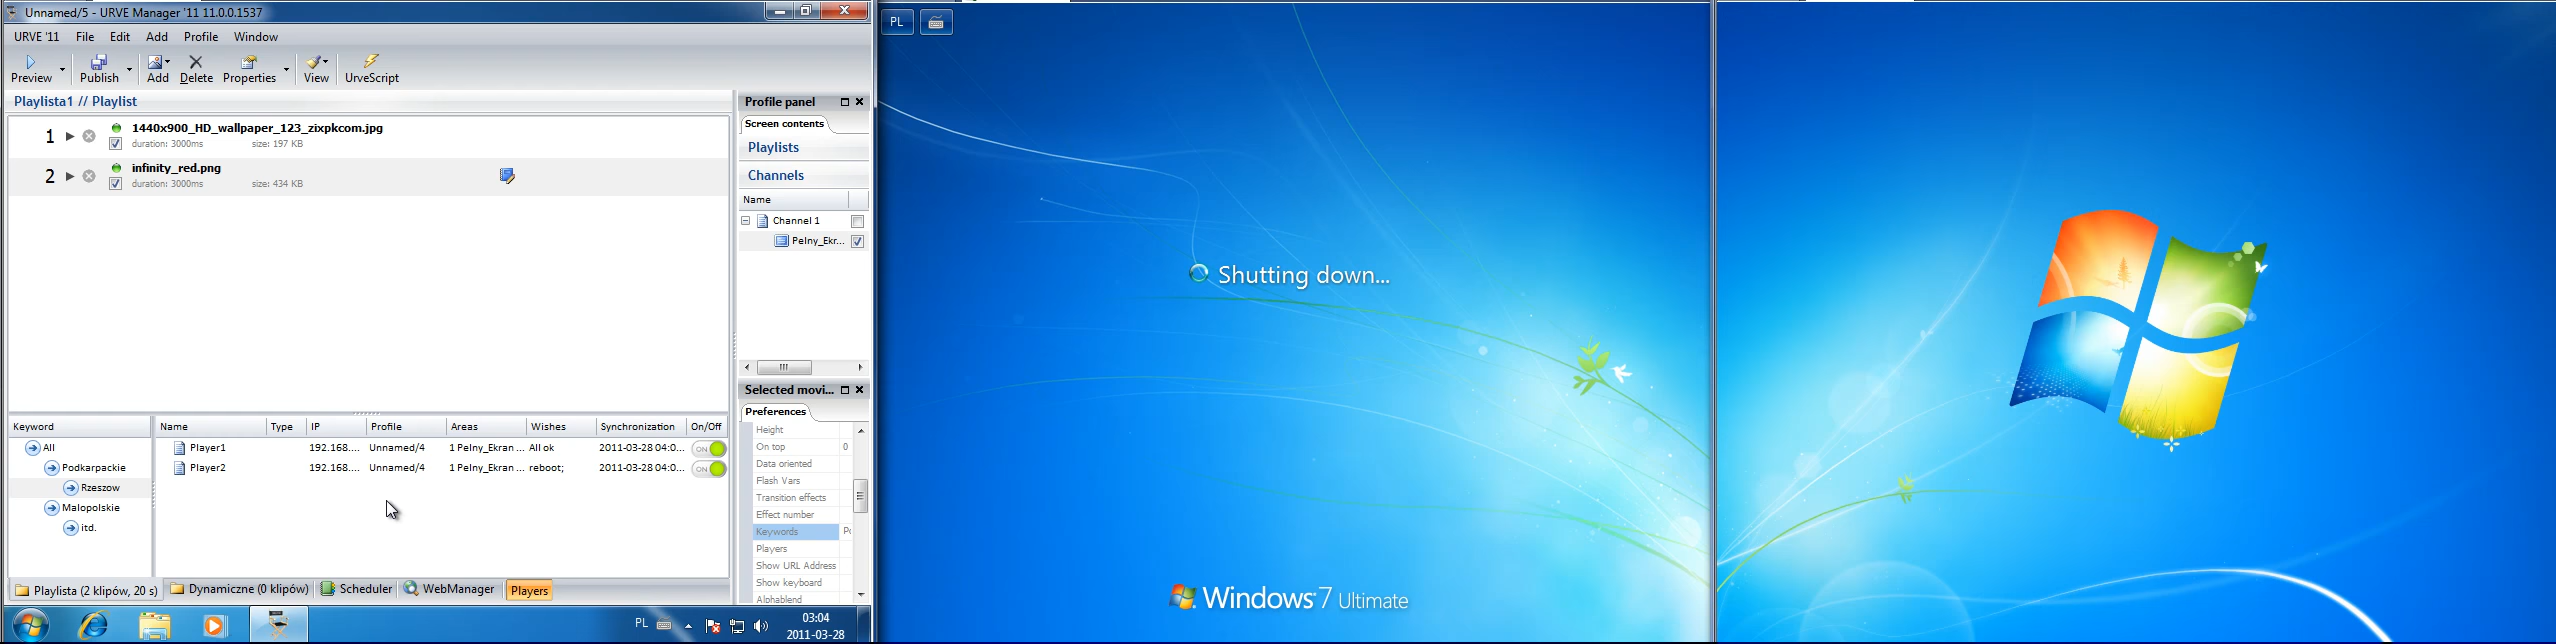 Unnamed/5 - URVE Manager '11 11.0.0.1537
URVE '11 File Edit Add Profile Window
Preview Publish Add Delete Properties View UrveScript
Playlista1 // Playlist
1 1440x900_HD_wallpaper_123_zixpkcom.jpg
duration: 3000ms size: 197 KB
2 infinity_red.png
duration: 3000ms size: 434 KB
Profile panel
Screen contents
Playlists
Channels
Name
Channel 1
Pelny_Ekr...
Selected movi...
Preferences
Height
On top 0
Data oriented
Flash Vars
Transition effects
Effect number
Keywords
Players
Show URL Address
Show keyboard
Alphablend
Keyword
All
Podkarpackie
Rzeszow
Malopolskie
itd.
Name Type IP Profile Areas Wishes Synchronization On/Off
Player1 192.168.... Unnamed/4 1 Pelny_Ekran ... All ok 2011-03-28 04:0... ON
Player2 192.168.... Unnamed/4 1 Pelny_Ekran ... reboot; 2011-03-28 04:0... ON
Playlista (2 klipów, 20 s) Dynamiczne (0 klipów) Scheduler WebManager Players
PL 03:04
2011-03-28
PL
Shutting down...
Windows 7 Ultimate